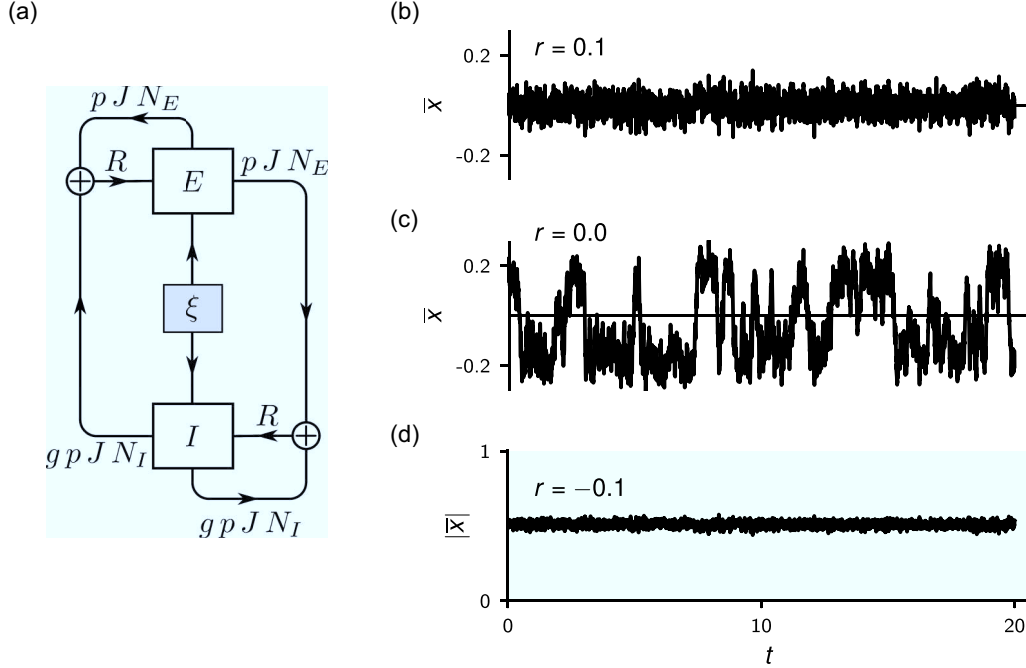 (a)
p J N_E
R
E
p J N_E
ξ
I
R
g p J N_I
g p J N_I
(b)
r = 0.1
0.2
-0.2
x̅
(c)
r = 0.0
0.2
-0.2
x̅
(d)
r = −0.1
1
0
|x̅|
0
10
20
t